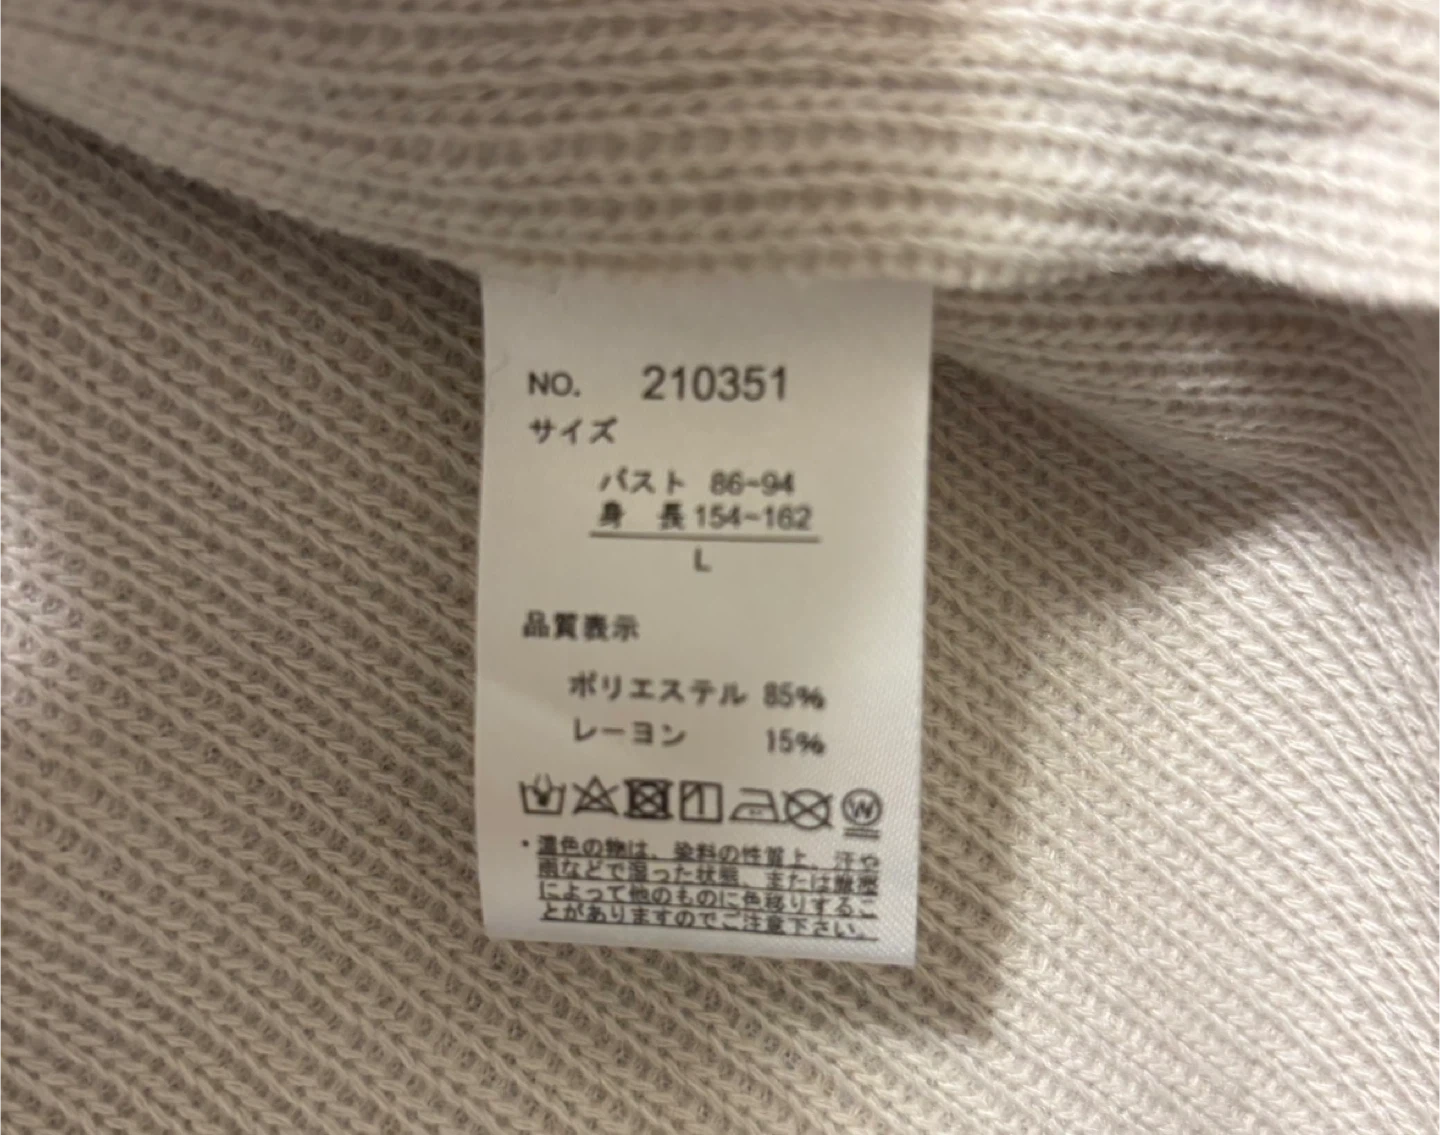 NO. 210351
サイズ
バスト 86-94
身 長 154-162
L
品質表示
ポリエステル 85%
レーヨン 15%
・濃色の物は、染料の性質上、汗や
雨などで湿った状態、または摩擦
によって他のものに色移りするこ
とがありますのでご注意下さい。